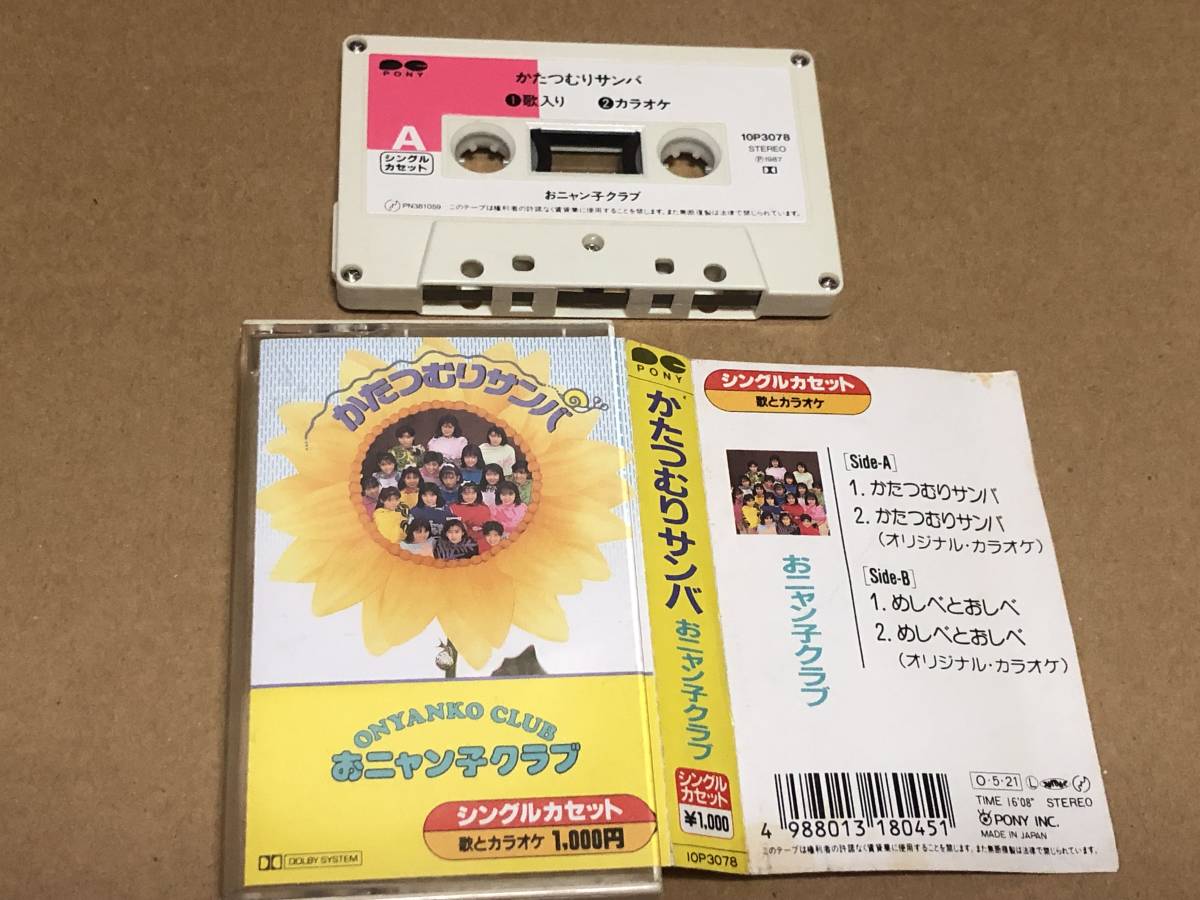 PONY
かたつむりサンバ
❶歌入り ❷カラオケ
A
シングル
カセット
10P3078
STEREO
Ⓟ1987
おニャン子クラブ
PN381059 このテープは権利者の許諾なく賃貸業に使用することを禁じます。また無断複製は法律で禁じられています。
かたつむりサンバ
ONYANKO CLUB
おニャン子クラブ
シングルカセット
歌とカラオケ 1,000円
DOLBY SYSTEM
PONY
かたつむりサンバ
おニャン子クラブ
シングル
カセット
¥1,000
10P3078
シングルカセット
歌とカラオケ
おニャン子クラブ
[Side-A]
1. かたつむりサンバ
2. かたつむりサンバ
(オリジナル・カラオケ)
[Side-B]
1. めしべとおしべ
2. めしべとおしべ
(オリジナル・カラオケ)
4 988013 180451
O・5・21 Ⓛ
TIME 16'08" STEREO
PONY INC.
MADE IN JAPAN
このテープは権利者の許諾なく賃貸業に使用することを禁じます。また無断複製は法律で禁じられています。